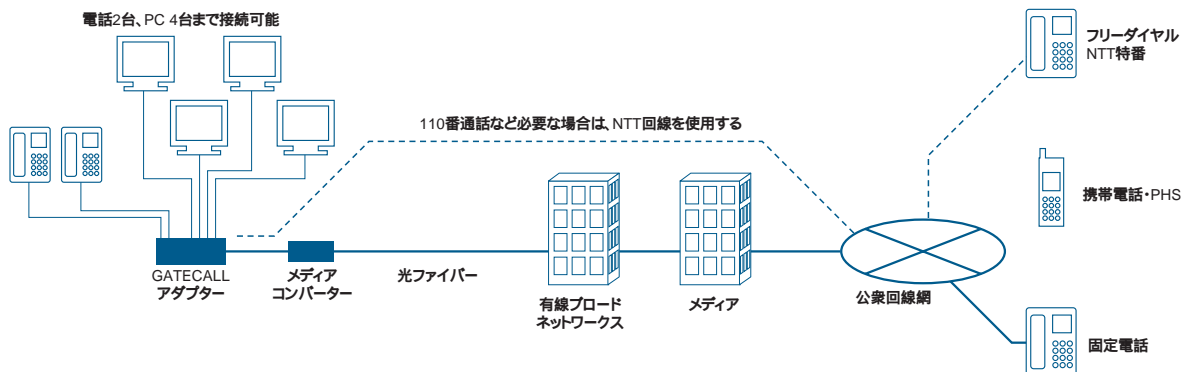 電話2台、PC 4台まで接続可能
フリーダイヤル
NTT特番
110番通話など必要な場合は、NTT回線を使用する
携帯電話・PHS
GATECALL
アダプター
メディア
コンバーター
光ファイバー
有線ブロード
ネットワークス
メディア
公衆回線網
固定電話